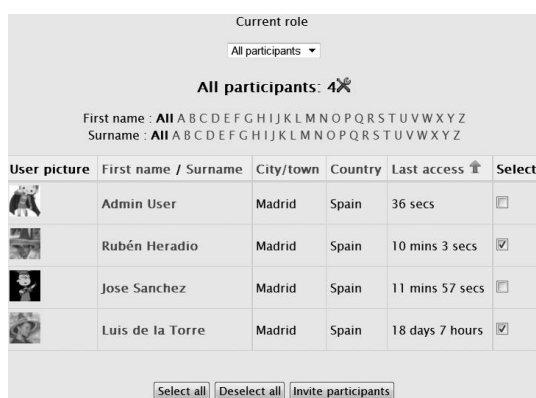 Current role
All participants
All participants: 4
First name : All A B C D E F G H I J K L M N O P Q R S T U V W X Y Z
Surname : All A B C D E F G H I J K L M N O P Q R S T U V W X Y Z
User picture First name / Surname City/town Country Last access Select
Admin User Madrid Spain 36 secs
Rubén Heradio Madrid Spain 10 mins 3 secs
Jose Sanchez Madrid Spain 11 mins 57 secs
Luis de la Torre Madrid Spain 18 days 7 hours
Select all Deselect all Invite participants